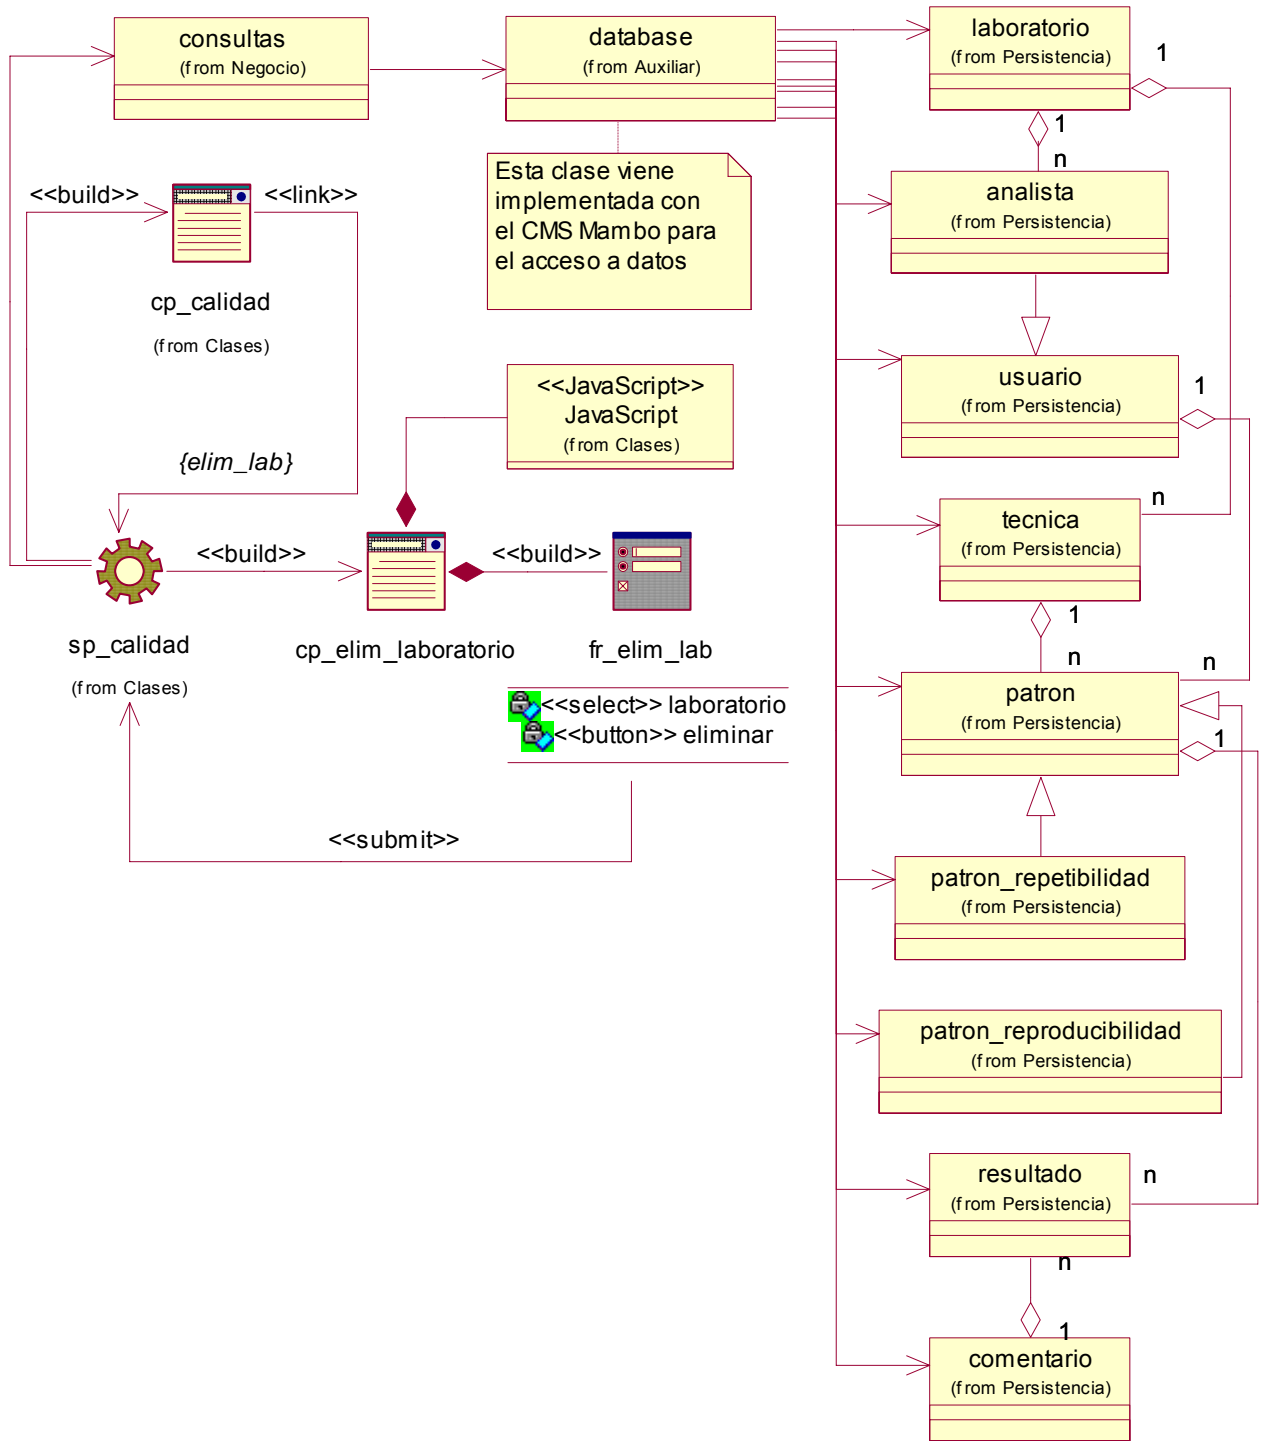 consultas
(from Negocio)
database
(from Auxiliar)
laboratorio
(from Persistencia)
1
1
n
Esta clase viene
implementada con
el CMS Mambo para
el acceso a datos
<<build>>
<<link>>
cp_calidad
(from Clases)
analista
(from Persistencia)
usuario
(from Persistencia)
1
<<JavaScript>>
JavaScript
(from Clases)
{elim_lab}
n
tecnica
(from Persistencia)
<<build>>
<<build>>
sp_calidad
(from Clases)
cp_elim_laboratorio
fr_elim_lab
1
n
n
<<select>> laboratorio
<<button>> eliminar
patron
(from Persistencia)
1
<<submit>>
patron_repetibilidad
(from Persistencia)
patron_reproducibilidad
(from Persistencia)
resultado
(from Persistencia)
n
n
1
comentario
(from Persistencia)